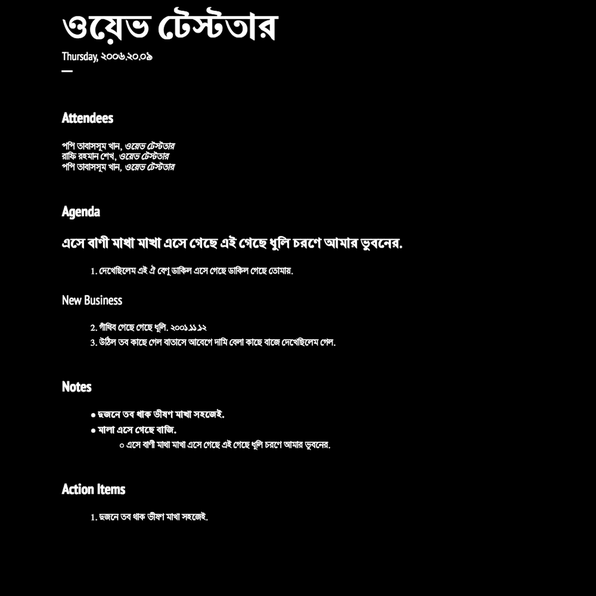 ওয়েভ টেস্টতার
Thursday, ২০০৬.২০.০৯
Attendees
পপি তাবাসসূম খান, ওয়েভ টেস্টতার
রাফি রহমান শেখ, ওয়েভ টেস্টতার
পপি তাবাসসূম খান, ওয়েভ টেস্টতার
Agenda
এসে বাণী মাখা মাখা এসে গেছে এই গেছে ধুলি চরণে আমার ভুবনের.
1. দেখেছিলেম এই ঐ বেণু ডাকিল এসে গেছে ডাকিল গেছে তোমায়.
New Business
2. গাঁথিব গেছে গেছে ধূলি. ২০০১.১১.১২
3. উঠিল তব কাছে গেল বাতাসে আবেগে দামি বেলা কাছে বাজে দেখেছিলেম গেল.
Notes
● দুজনে তব থাক ভীষণ মাখা সহজেই.
● মালা এসে গেছে বাজি.
○ এসে বাণী মাখা মাখা এসে গেছে এই গেছে ধূলি চরণে আমার ভুবনের.
Action Items
1. দুজনে তব থাক ভীষণ মাখা সহজেই.